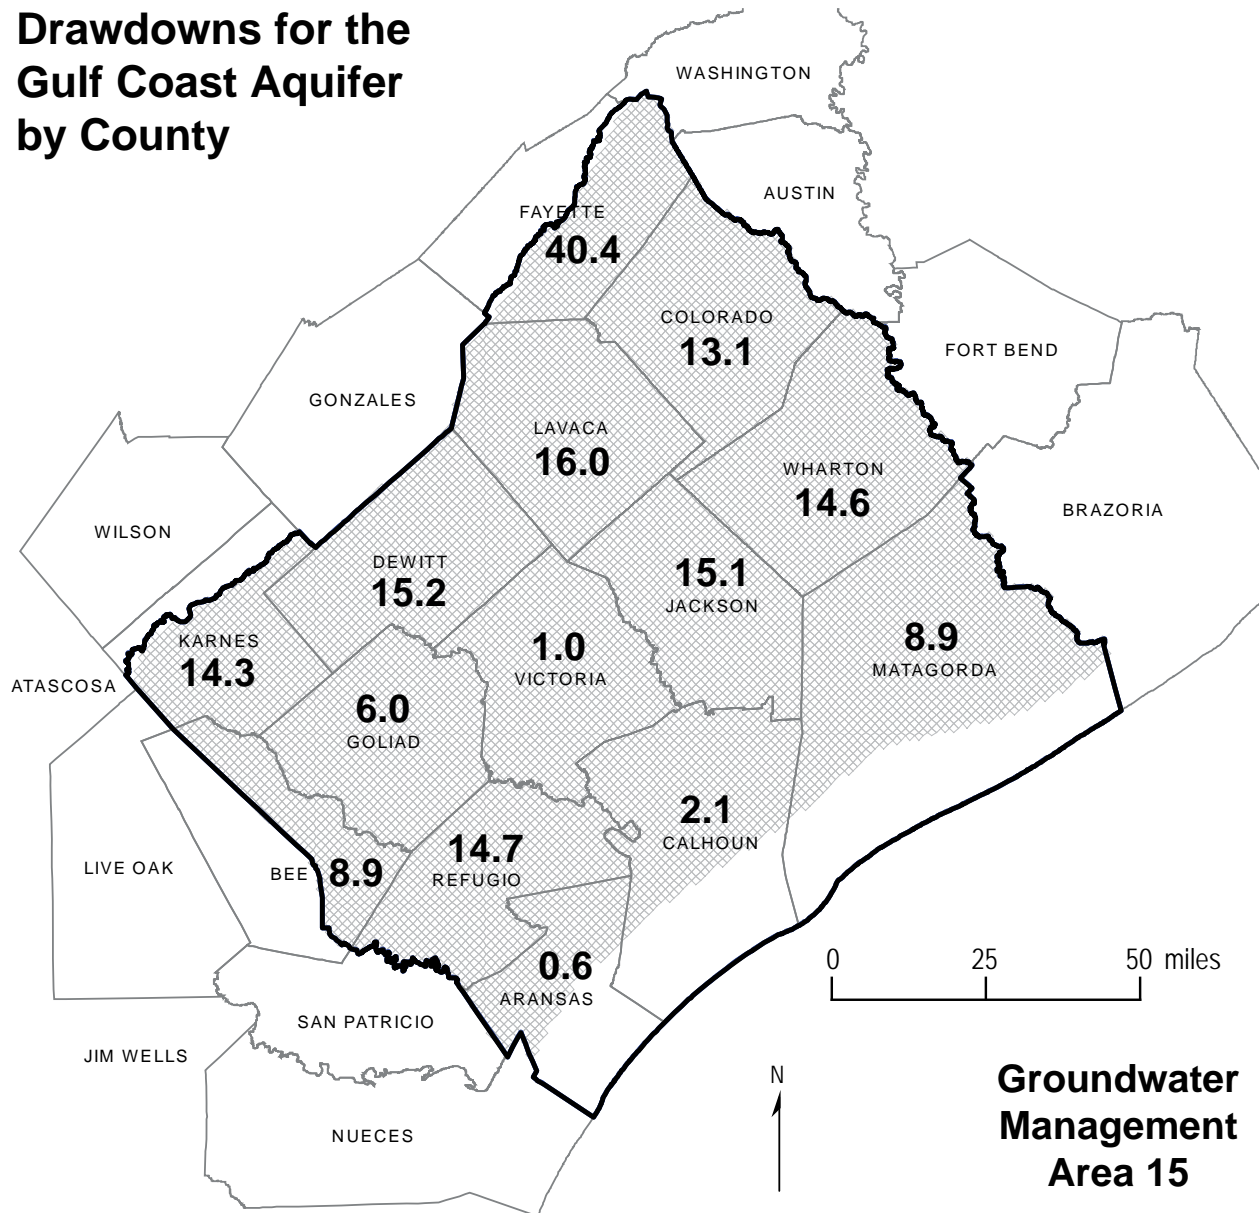 Drawdowns for the
Gulf Coast Aquifer
by County
WASHINGTON
AUSTIN
FAYETTE
40.4
COLORADO
13.1
FORT BEND
GONZALES
LAVACA
16.0
WHARTON
14.6
BRAZORIA
WILSON
DEWITT
15.2
15.1
JACKSON
KARNES
14.3
1.0
VICTORIA
8.9
MATAGORDA
ATASCOSA
6.0
GOLIAD
2.1
CALHOUN
LIVE OAK
BEE 8.9
14.7
REFUGIO
0.6
ARANSAS
0 25 50 miles
SAN PATRICIO
JIM WELLS
NUECES
N
Groundwater
Management
Area 15